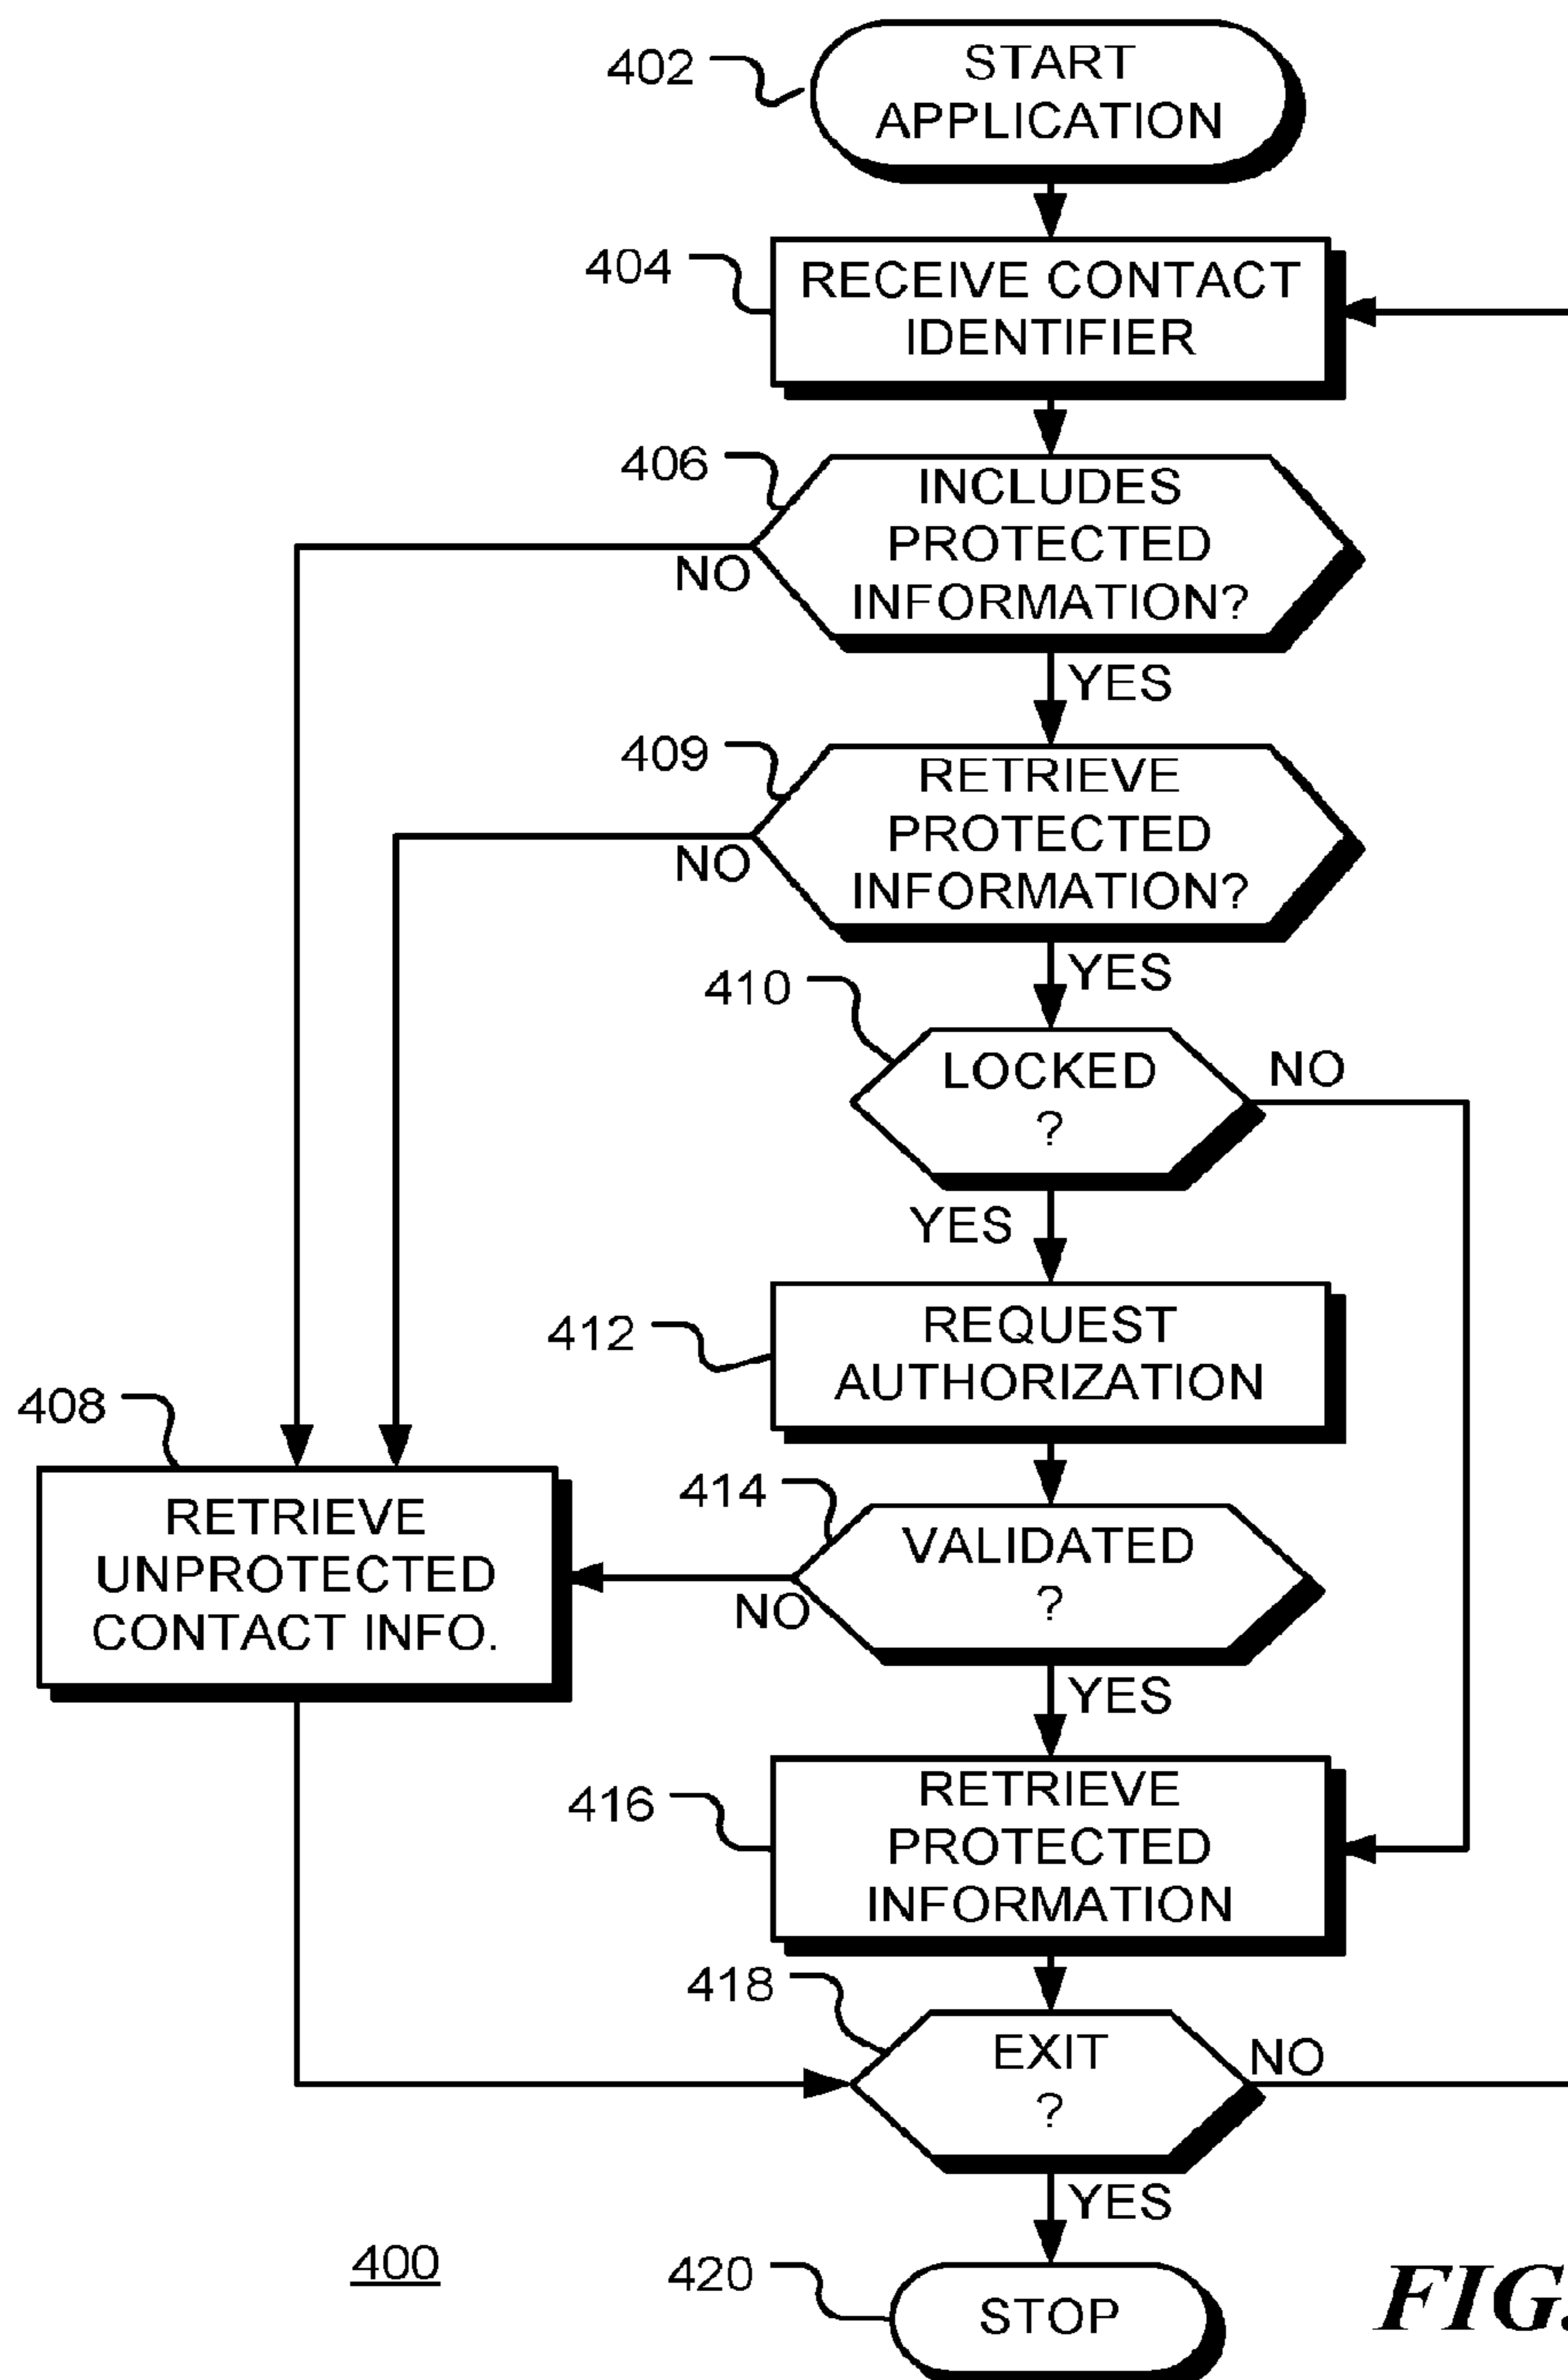 402
START
APPLICATION
404
RECEIVE CONTACT
IDENTIFIER
406
INCLUDES
PROTECTED
INFORMATION?
NO
YES
409
RETRIEVE
PROTECTED
INFORMATION?
NO
YES
410
LOCKED
?
NO
YES
412
REQUEST
AUTHORIZATION
408
RETRIEVE
UNPROTECTED
CONTACT INFO.
414
VALIDATED
?
NO
YES
416
RETRIEVE
PROTECTED
INFORMATION
418
EXIT
?
NO
YES
400
420
STOP
FIG.